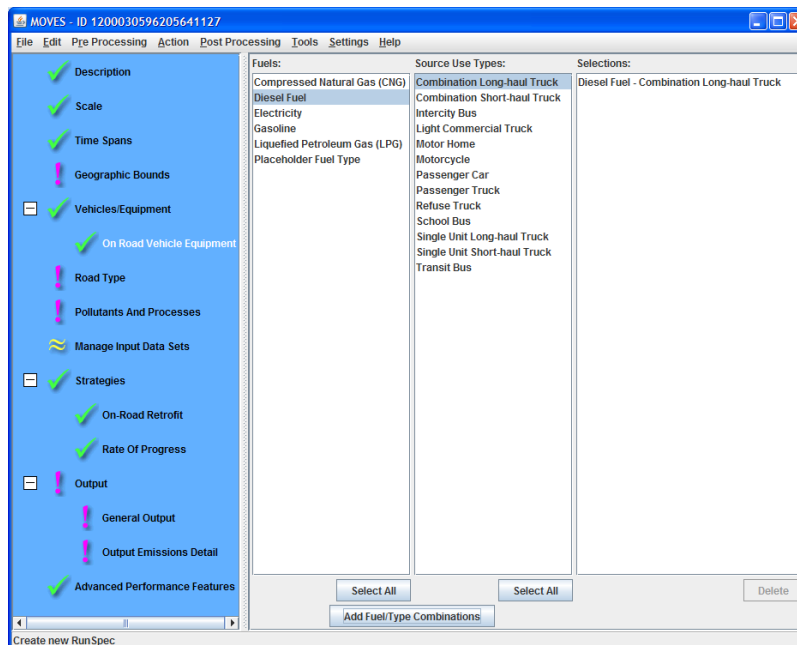 MOVES - ID 1200030596205641127
File Edit Pre Processing Action Post Processing Tools Settings Help
Description
Scale
Time Spans
Geographic Bounds
Vehicles/Equipment
On Road Vehicle Equipment
Road Type
Pollutants And Processes
Manage Input Data Sets
Strategies
On-Road Retrofit
Rate Of Progress
Output
General Output
Output Emissions Detail
Advanced Performance Features
Fuels:
Compressed Natural Gas (CNG)
Diesel Fuel
Electricity
Gasoline
Liquefied Petroleum Gas (LPG)
Placeholder Fuel Type
Select All
Source Use Types:
Combination Long-haul Truck
Combination Short-haul Truck
Intercity Bus
Light Commercial Truck
Motor Home
Motorcycle
Passenger Car
Passenger Truck
Refuse Truck
School Bus
Single Unit Long-haul Truck
Single Unit Short-haul Truck
Transit Bus
Select All
Selections:
Diesel Fuel - Combination Long-haul Truck
Delete
Add Fuel/Type Combinations
Create new RunSpec